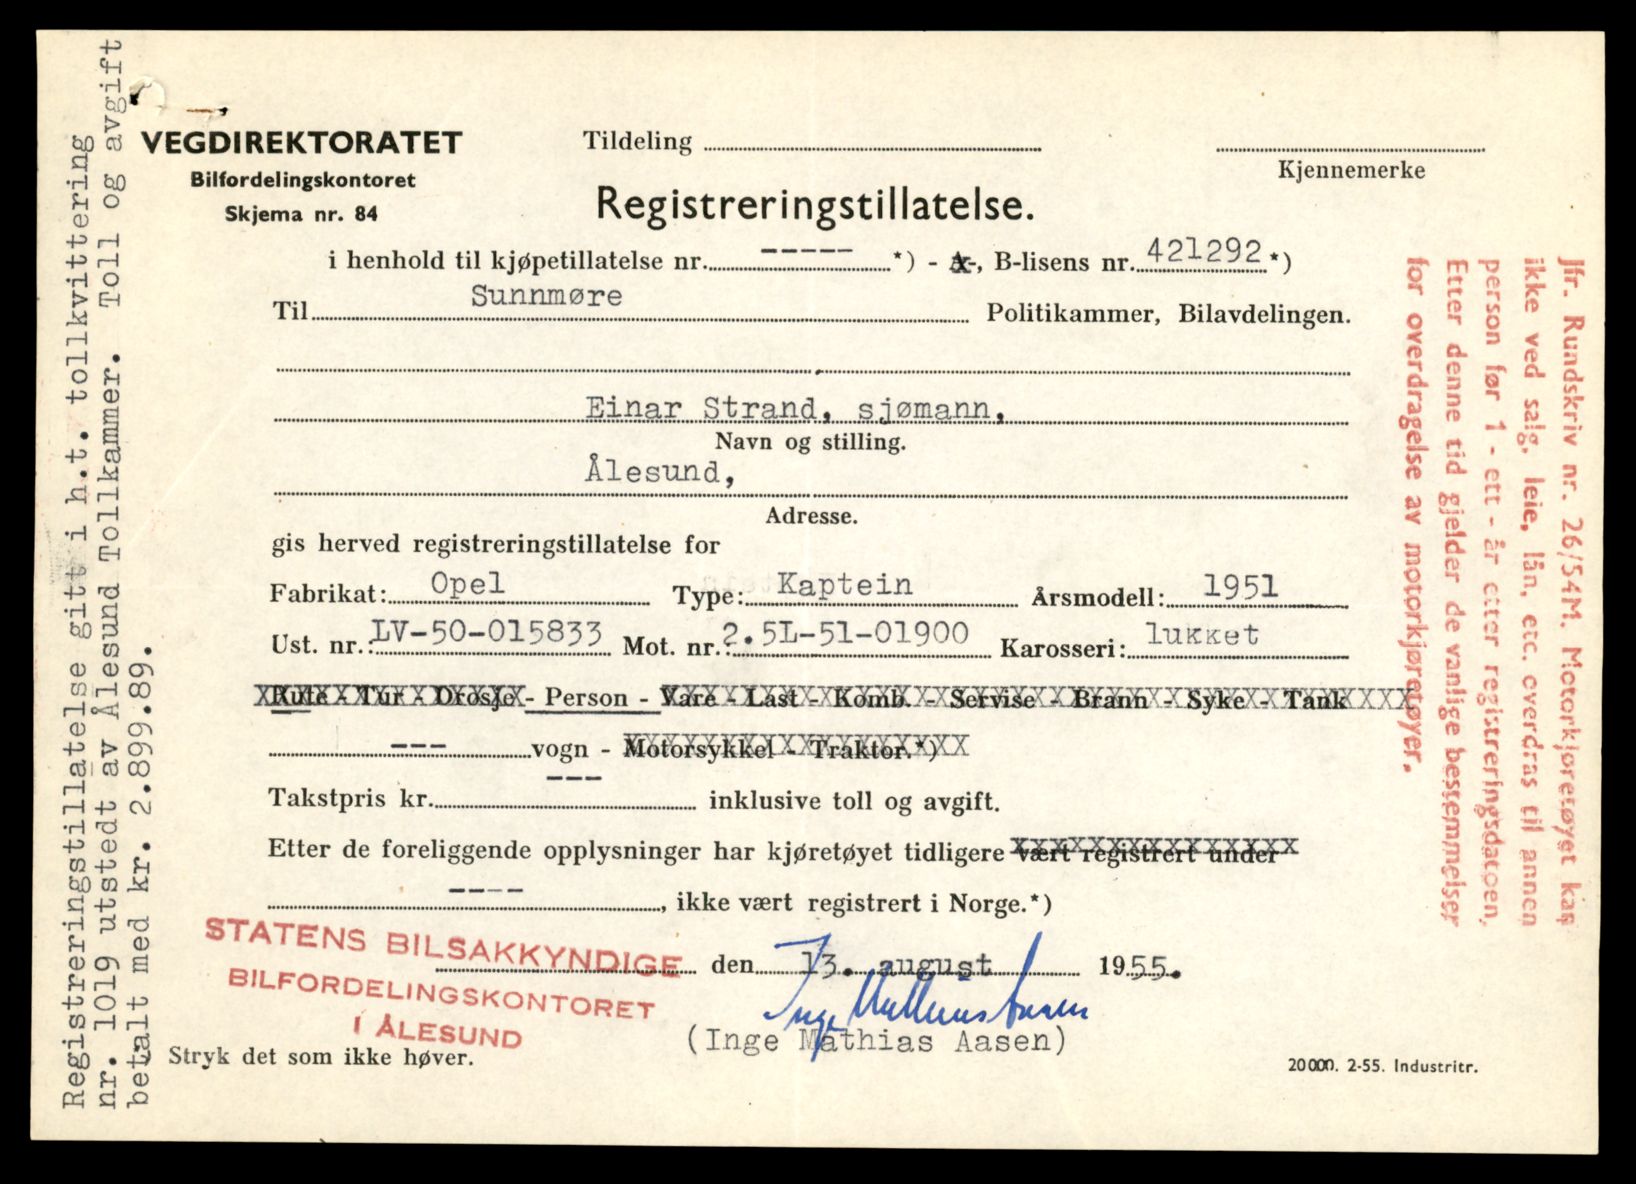 VEGDIREKTORATET
Bilfordelingskontoret
Skjema nr. 84
Tildeling
Kjennemerke
Registreringstillatelse.
i henhold til kjøpetillatelse nr. ----- *) - A-, B-lisens nr. 421292 *)
Til Sunnmøre Politikammer, Bilavdelingen.
Einar Strand, sjømann,
Navn og stilling.
Ålesund,
Adresse.
gis herved registreringstillatelse for
Fabrikat: Opel Type: Kaptein Årsmodell: 1951
Ust. nr.: LV-50-015833 Mot. nr.: 2.5L-51-01900 Karosseri: lukket
Rute - Tur - Drosje - Person - Vare - Last - Komb. - Servise - Brann - Syke - Tank
--- vogn - Motorsykkel - Traktor.*)
Takstpris kr. --- inklusive toll og avgift.
Etter de foreliggende opplysninger har kjøretøyet tidligere vært registrert under
----, ikke vært registrert i Norge.*)
STATENS BILSAKKYNDIGE
BILFORDELINGSKONTORET
I ÅLESUND
den 13. august 1955.
Inge Mathias Aasen
(Inge Mathias Aasen)
Stryk det som ikke høver.
20000. 2-55. Industritr.
Registreringstillatelse gitt i h.t. tollkvittering
nr. 1019 utstedt av Ålesund Tollkammer. Toll og avgift
betalt med kr. 2.899.89.
Jfr. Rundskriv nr. 26/54M. Motorkjøretøyet kan
ikke ved salg, leie, lån, etc. overdras til annen
person før 1 - ett - år etter registreringsdatoen,
Etter denne tid gjelder de vanlige bestemmelser
for overdragelse av motorkjøretøyer.